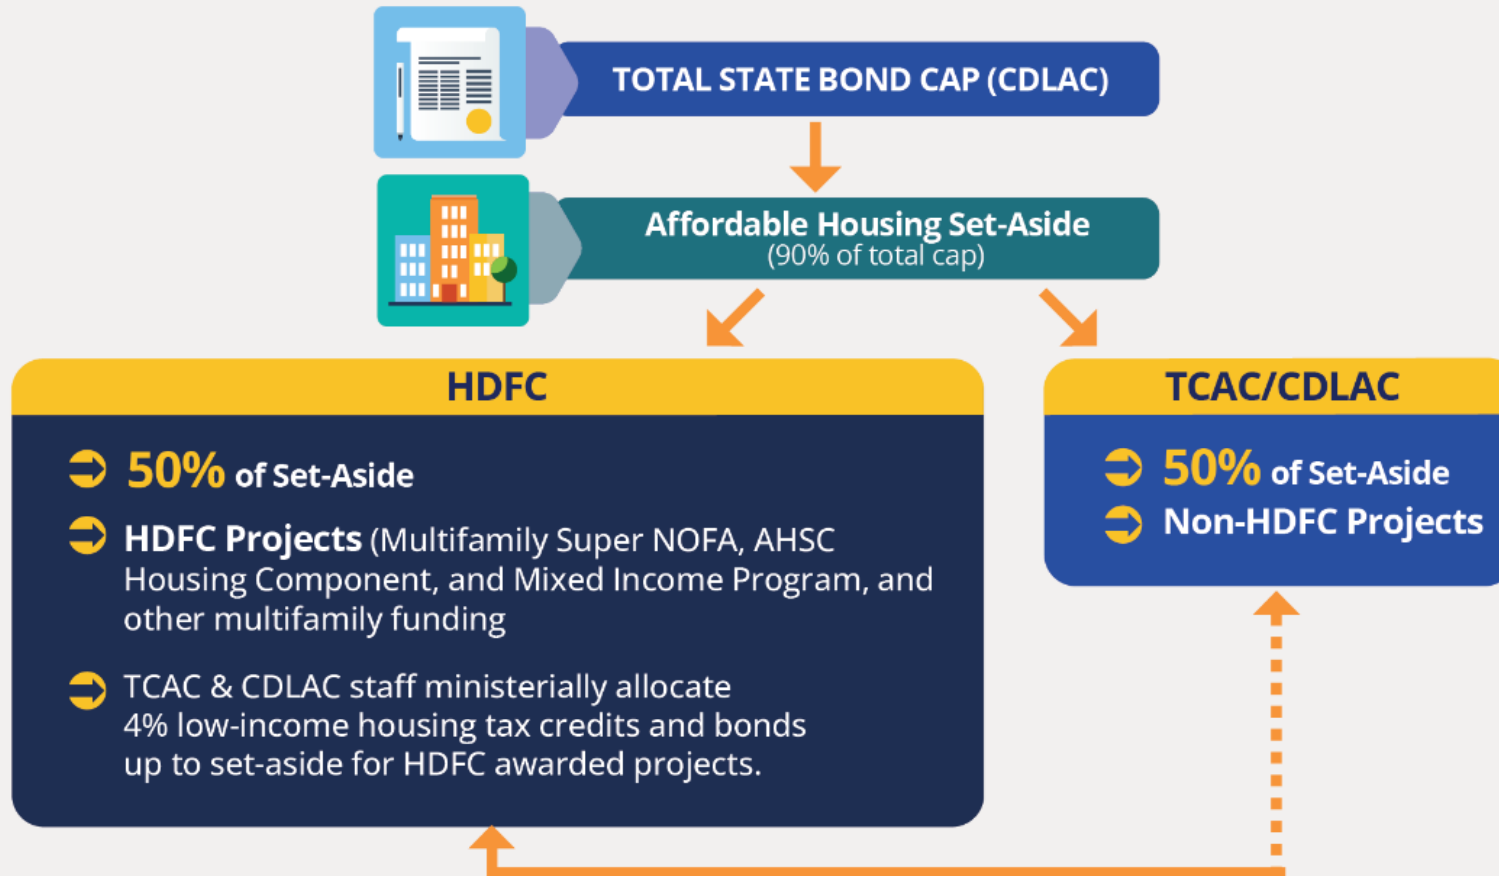 TOTAL STATE BOND CAP (CDLAC)
Affordable Housing Set-Aside
(90% of total cap)
HDFC
50% of Set-Aside
HDFC Projects (Multifamily Super NOFA, AHSC
Housing Component, and Mixed Income Program, and
other multifamily funding
TCAC & CDLAC staff ministerially allocate
4% low-income housing tax credits and bonds
up to set-aside for HDFC awarded projects.
TCAC/CDLAC
50% of Set-Aside
Non-HDFC Projects